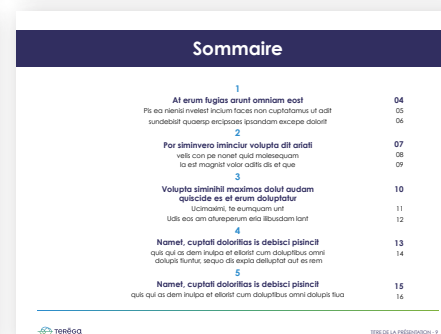 Sommaire
1
At erum fugias arunt omniam eost 04
Pis ea nienisi nvelest incium faces non cuptatamus ut adit 05
sundebisit quaersp ercipsaes ipsandam excepe dolorit 06
2
Por siminvero iminciur volupta dit ariati 07
velis con pe nonet quid molesequam 08
la est magnist volor aditis dis et que 09
3
Volupta siminihil maximos dolut audam
quiscide es et erum doluptatur 10
Ucimaximi, te eumquam unt 11
Udis eos am atureperum eria ilibusdam lant 12
4
Namet, cuptati doloritias is debisci pisincit 13
quis qui as dem inulpa et ellorist cum doluptibus omni 14
dolupis tiuntur, sequo dis expla delluptat aut es rem
5
Namet, cuptati doloritias is debisci pisincit 15
quis qui as dem inulpa et ellorist cum doluptibus omni dolupis tiua 16
TERÉGA
TITRE DE LA PRÉSENTATION - 9